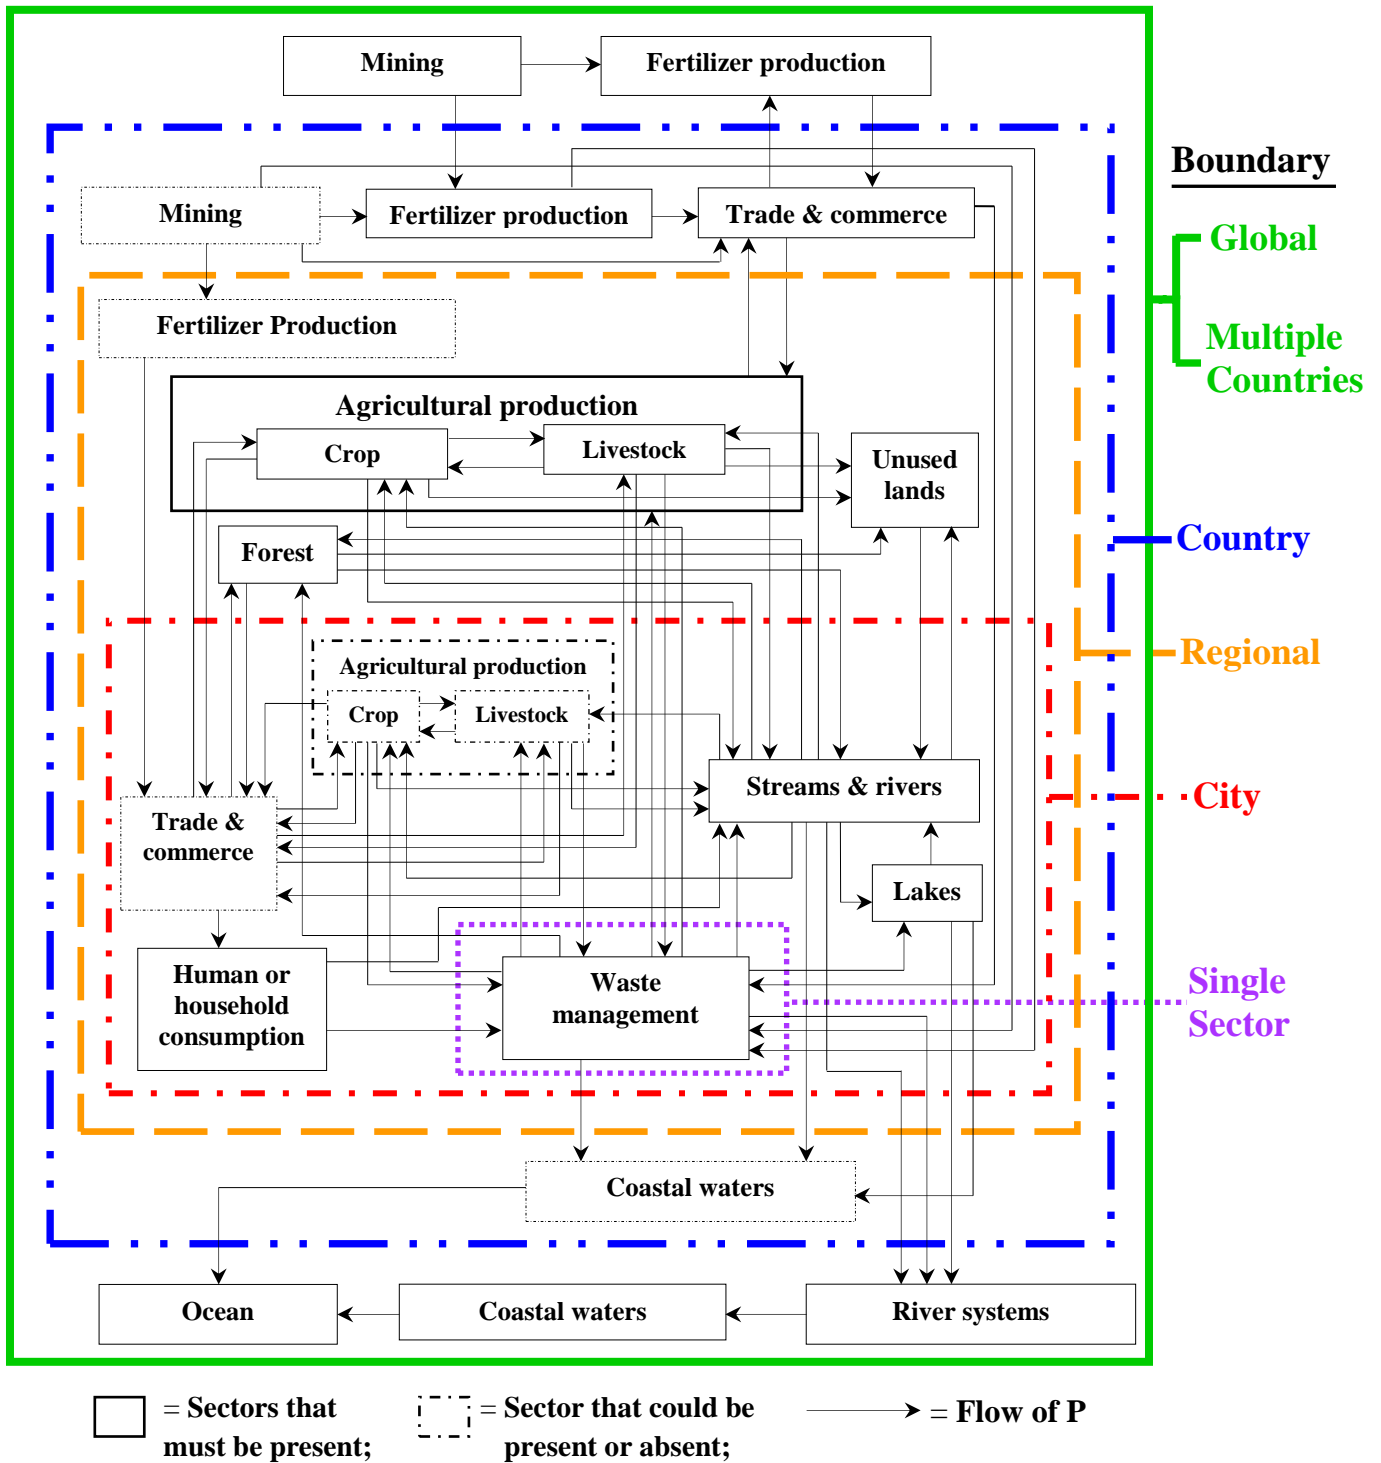 Mining
Fertilizer production
Boundary
Mining
Fertilizer production
Trade & commerce
Global
Fertilizer Production
Multiple
Countries
Agricultural production
Crop
Livestock
Unused
lands
Forest
Country
Agricultural production
Crop
Livestock
Regional
Streams & rivers
City
Trade &
commerce
Lakes
Human or
household
consumption
Waste
management
Single
Sector
Coastal waters
Ocean
Coastal waters
River systems
= Sectors that
must be present;
= Sector that could be
present or absent;
= Flow of P